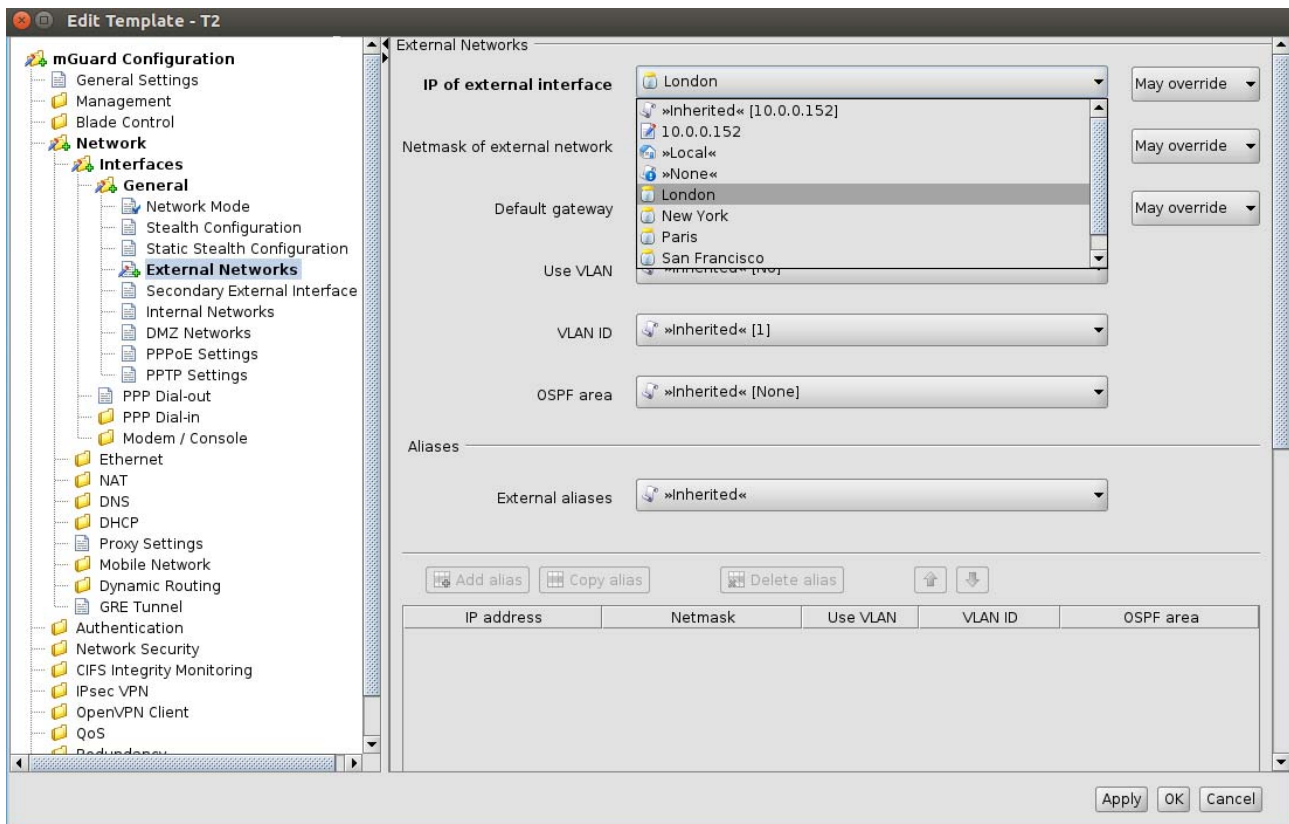 Edit Template - T2
mGuard Configuration
General Settings
Management
Blade Control
Network
Interfaces
General
Network Mode
Stealth Configuration
Static Stealth Configuration
External Networks
Secondary External Interface
Internal Networks
DMZ Networks
PPPoE Settings
PPTP Settings
PPP Dial-out
PPP Dial-in
Modem / Console
Ethernet
NAT
DNS
DHCP
Proxy Settings
Mobile Network
Dynamic Routing
GRE Tunnel
Authentication
Network Security
CIFS Integrity Monitoring
IPsec VPN
OpenVPN Client
QoS
Redundancy
External Networks
IP of external interface London May override
»Inherited« [10.0.0.152]
10.0.0.152
Netmask of external network »Local« May override
»None«
London
Default gateway New York May override
Paris
San Francisco
Use VLAN »Inherited« [No]
VLAN ID »Inherited« [1]
OSPF area »Inherited« [None]
Aliases
External aliases »Inherited«
Add alias Copy alias Delete alias
IP address Netmask Use VLAN VLAN ID OSPF area
Apply OK Cancel